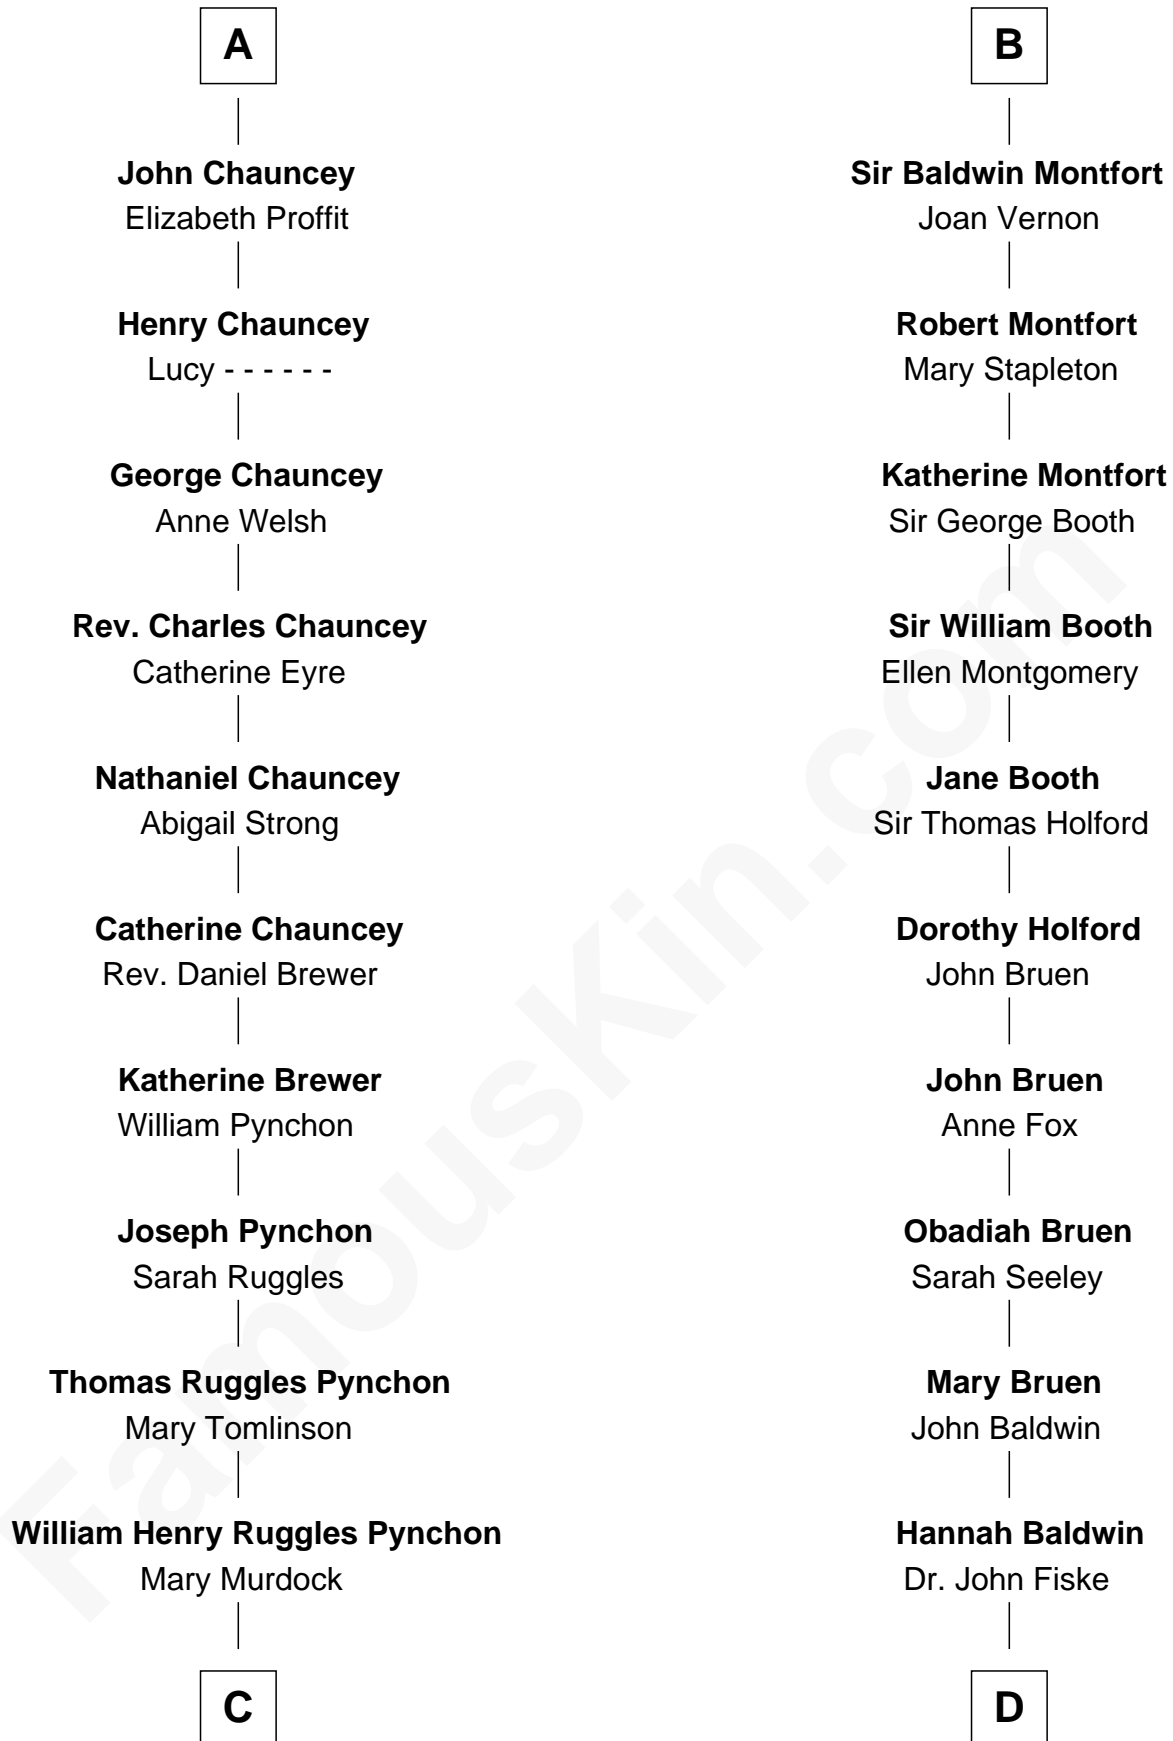 A
John Chauncey
Elizabeth Proffit
Henry Chauncey
Lucy - - - - - -
George Chauncey
Anne Welsh
Rev. Charles Chauncey
Catherine Eyre
Nathaniel Chauncey
Abigail Strong
Catherine Chauncey
Rev. Daniel Brewer
Katherine Brewer
William Pynchon
Joseph Pynchon
Sarah Ruggles
Thomas Ruggles Pynchon
Mary Tomlinson
William Henry Ruggles Pynchon
Mary Murdock
C
B
Sir Baldwin Montfort
Joan Vernon
Robert Montfort
Mary Stapleton
Katherine Montfort
Sir George Booth
Sir William Booth
Ellen Montgomery
Jane Booth
Sir Thomas Holford
Dorothy Holford
John Bruen
John Bruen
Anne Fox
Obadiah Bruen
Sarah Seeley
Mary Bruen
John Baldwin
Hannah Baldwin
Dr. John Fiske
D
FamousKin.com